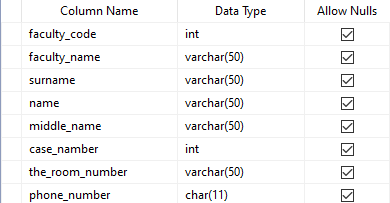 Column Name Data Type Allow Nulls
faculty_code int
faculty_name varchar(50)
surname varchar(50)
name varchar(50)
middle_name varchar(50)
case_namber int
the_room_number varchar(50)
phone_number char(11)